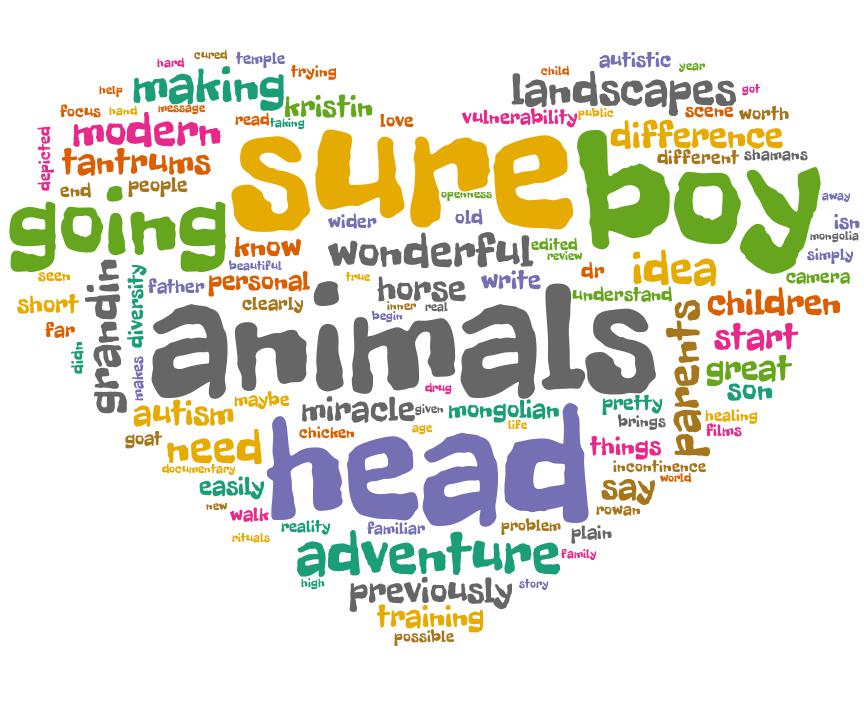 hard cured temple
help making trying
child autistic year
landscapes got
focus hand message kristin
read taking love
vulnerability public scene worth
depicted modern
tantrums
difference
different shamans
end people
sure boy
openness
away
going
wider old
isn
mongolia
know wonderful edited
review
simply
seen beautiful
true
dr idea
camera
father personal horse write
understand
short clearly inner real
begin
children
far grandin diversity
animals
parents start
didn makes
great
son
drug
autism maybe miracle given mongolian pretty
brings healing
films
goat chicken age life
need head things
documentary
incontinence
world
easily say
new walk rowan
reality familiar problem plain
rituals
adventure family
high previously story
training
possible